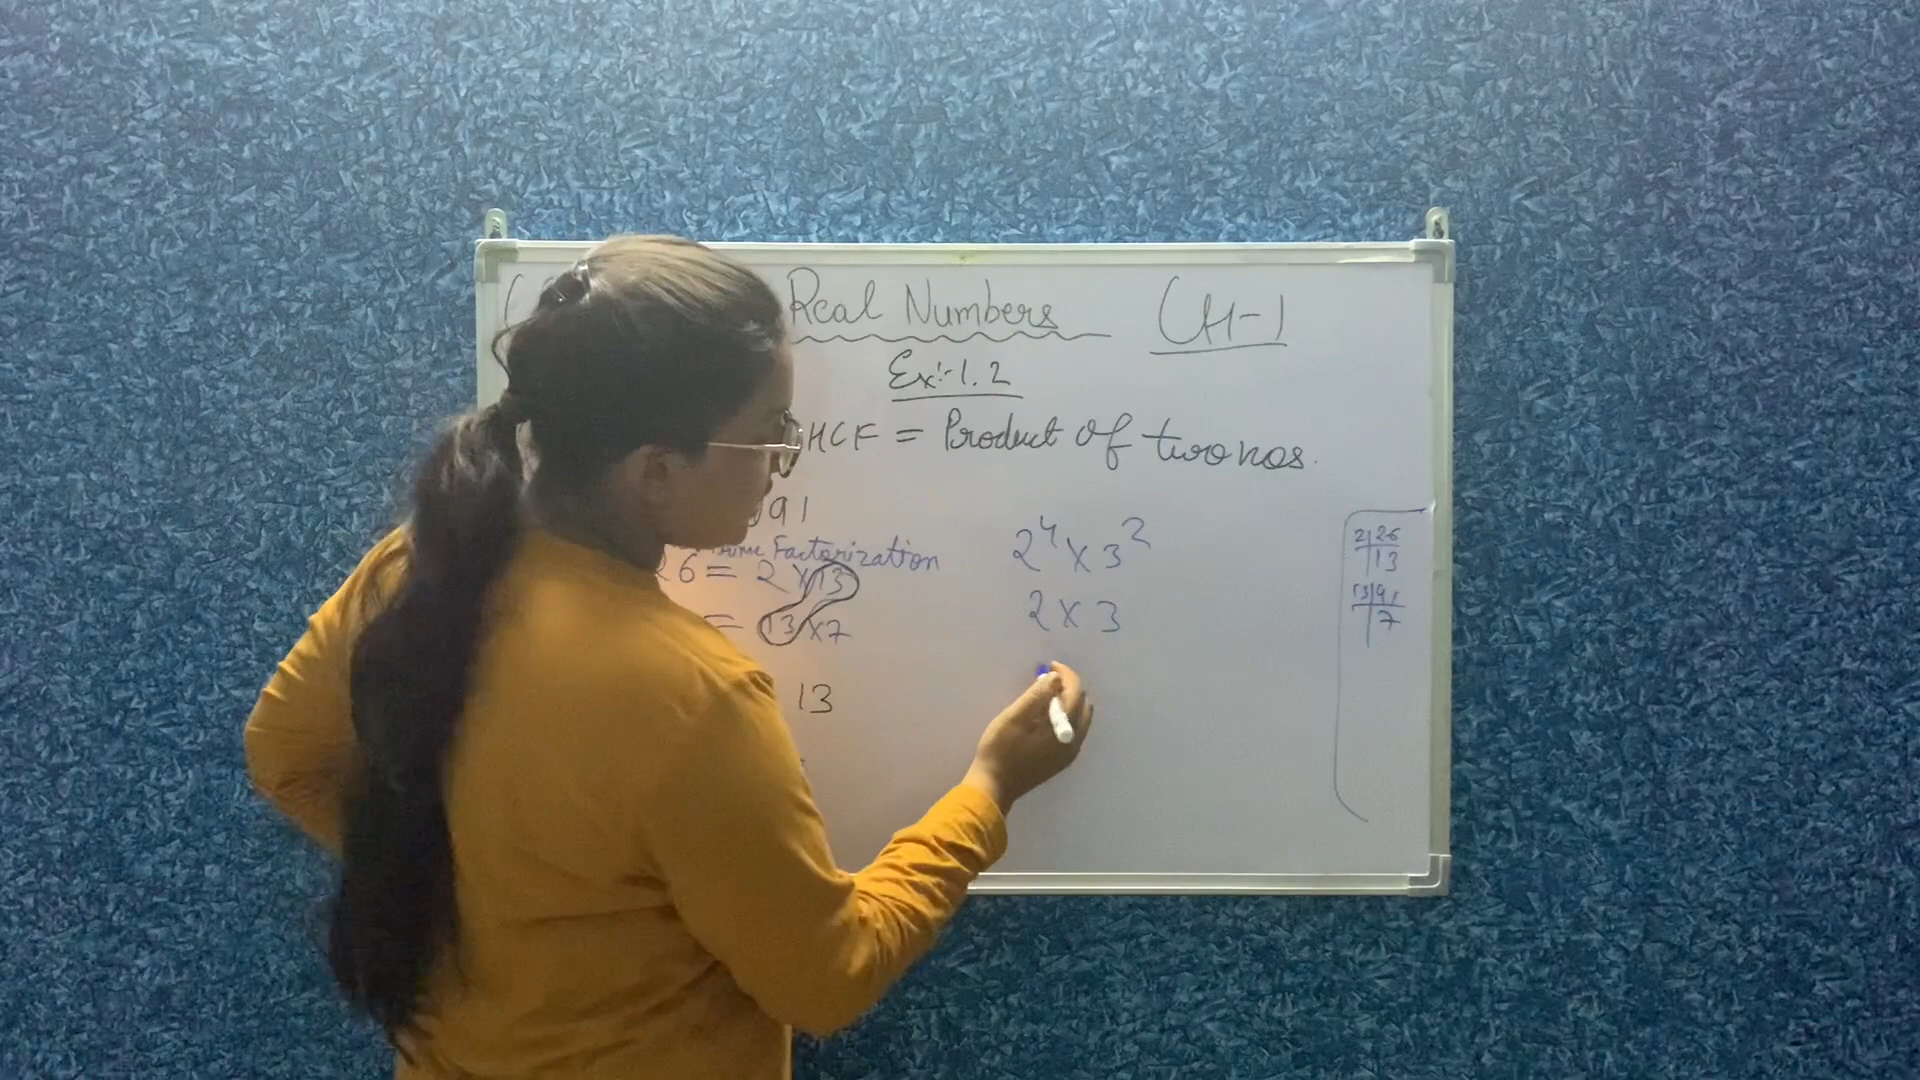 Real Numbers CH-1
Ex:-1.2
HCF = Product of two nos.
91
Factorization
26 = 2 x 13
= 13 x 7
13
2⁴ x 3²
2 x 3
2|26
|13
13|91
|7